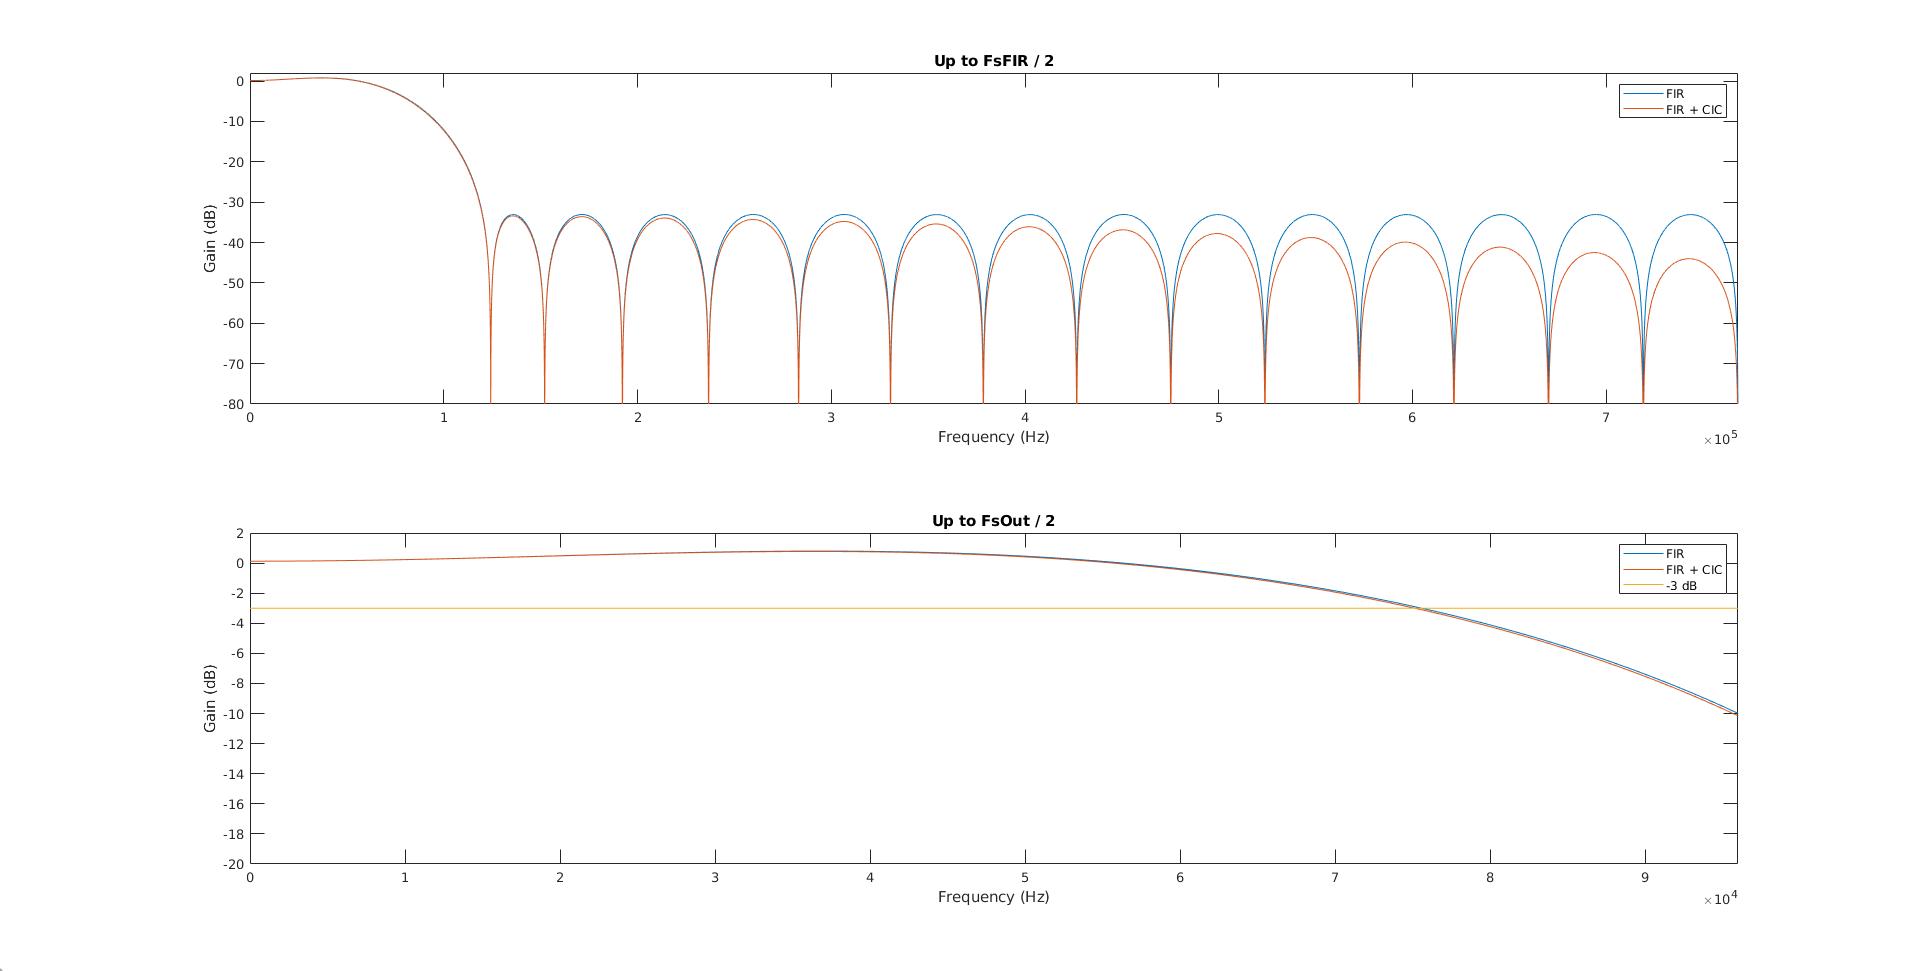 Up to FsFIR / 2
Gain (dB)
0
-10
-20
-30
-40
-50
-60
-70
-80
FIR
FIR + CIC
0 1 2 3 4 5 6 7
×10^5
Frequency (Hz)
Up to FsOut / 2
Gain (dB)
2
0
-2
-4
-6
-8
-10
-12
-14
-16
-18
-20
FIR
FIR + CIC
-3 dB
0 1 2 3 4 5 6 7 8 9
×10^4
Frequency (Hz)